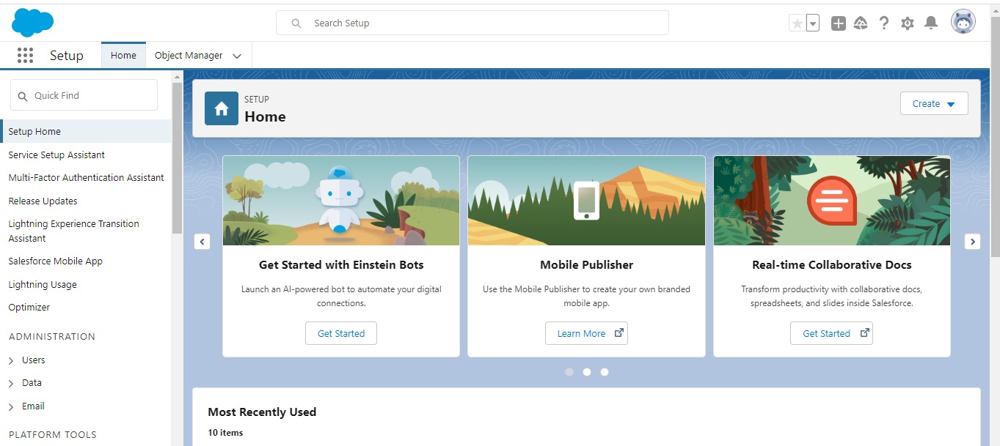 Search Setup
Setup
Home
Object Manager
Quick Find
Setup Home
Service Setup Assistant
Multi-Factor Authentication Assistant
Release Updates
Lightning Experience Transition
Assistant
Salesforce Mobile App
Lightning Usage
Optimizer
ADMINISTRATION
Users
Data
Email
PLATFORM TOOLS
SETUP
Home
Create
Get Started with Einstein Bots
Launch an AI-powered bot to automate your digital
connections.
Get Started
Mobile Publisher
Use the Mobile Publisher to create your own branded
mobile app.
Learn More
Real-time Collaborative Docs
Transform productivity with collaborative docs,
spreadsheets, and slides inside Salesforce.
Get Started
Most Recently Used
10 items